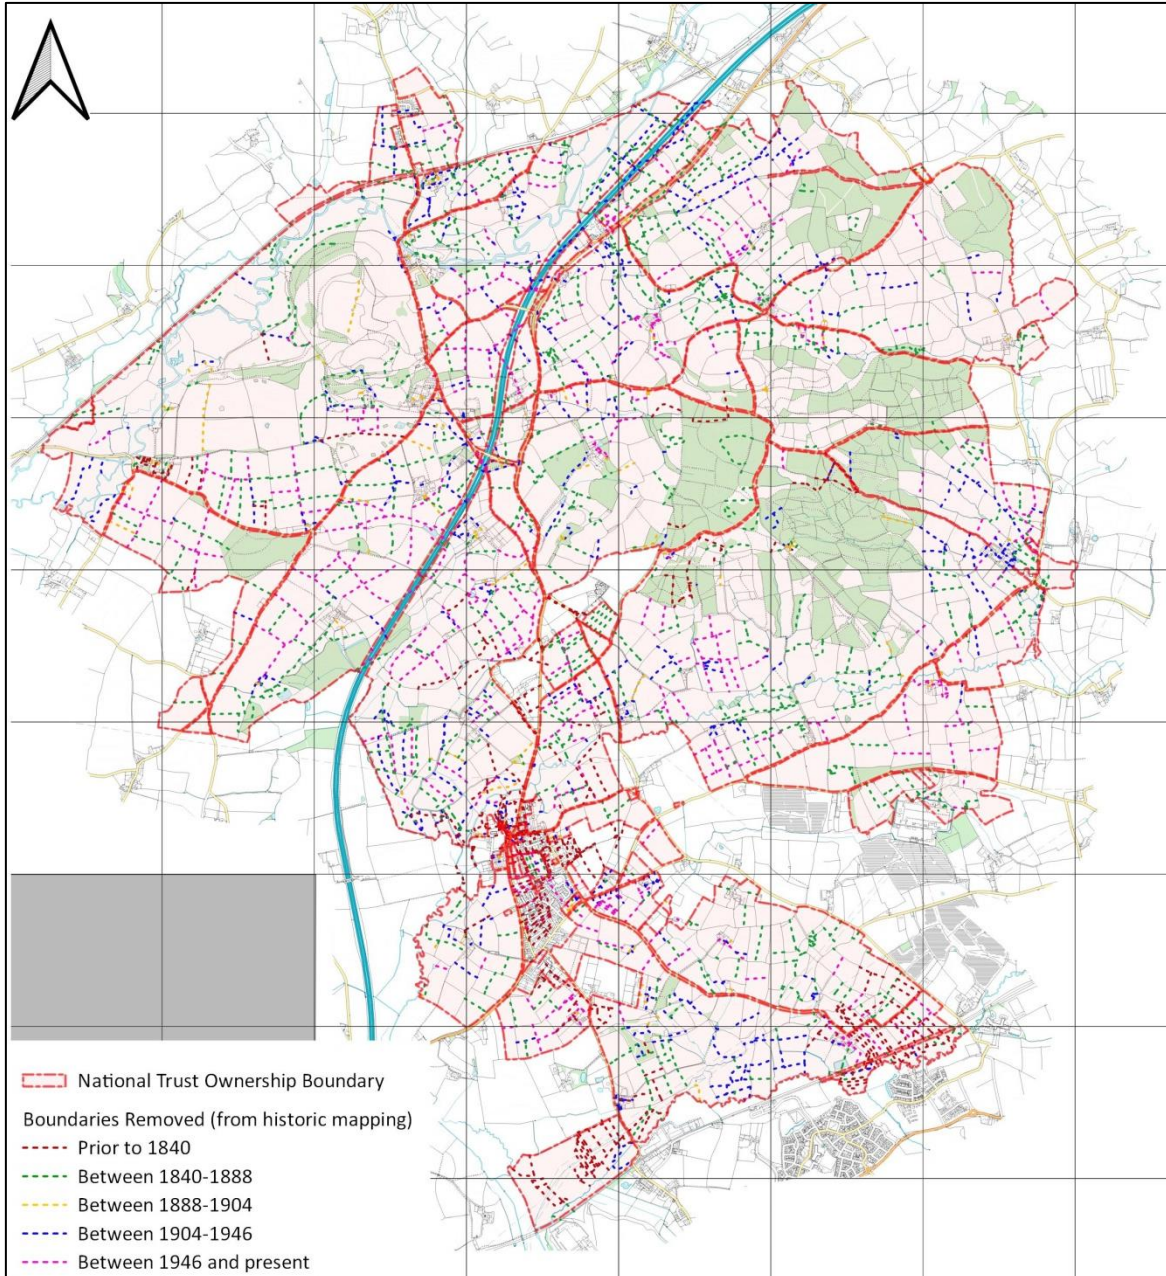 National Trust Ownership Boundary
Boundaries Removed (from historic mapping)
Prior to 1840
Between 1840-1888
Between 1888-1904
Between 1904-1946
Between 1946 and present